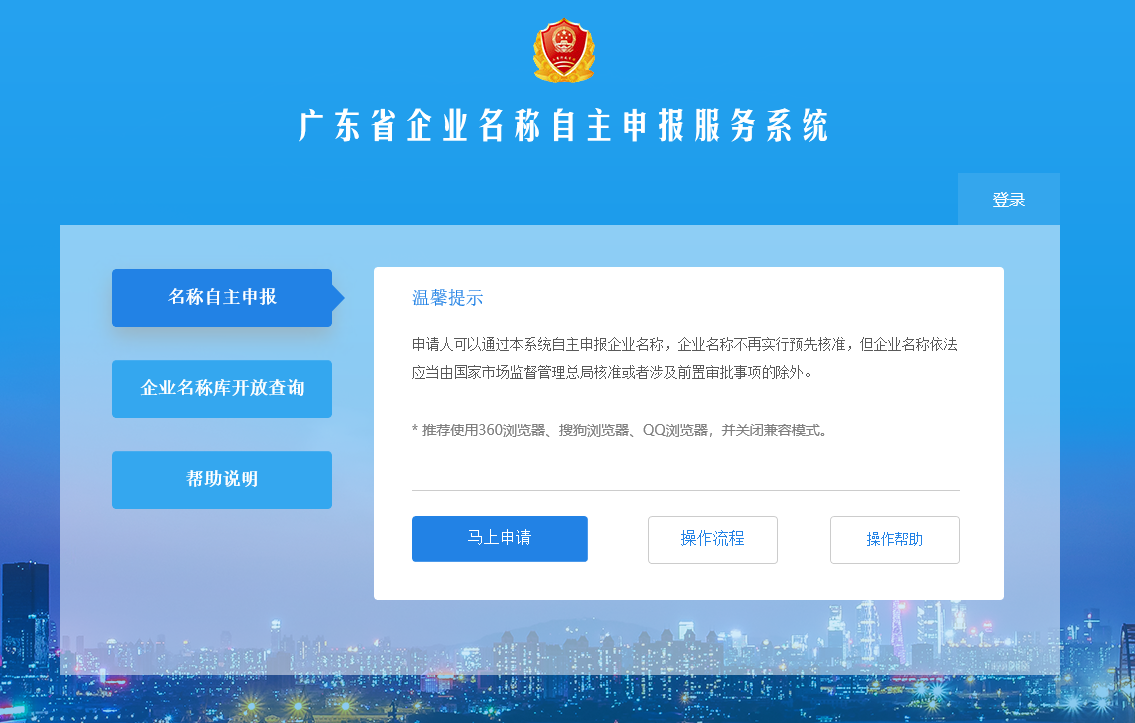 广东省企业名称自主申报服务系统
登录
名称自主申报
企业名称库开放查询
帮助说明
温馨提示
申请人可以通过本系统自主申报企业名称，企业名称不再实行预先核准，但企业名称依法
应当由国家市场监督管理总局核准或者涉及前置审批事项的除外。
* 推荐使用360浏览器、搜狗浏览器、QQ浏览器，并关闭兼容模式。
马上申请
操作流程
操作帮助